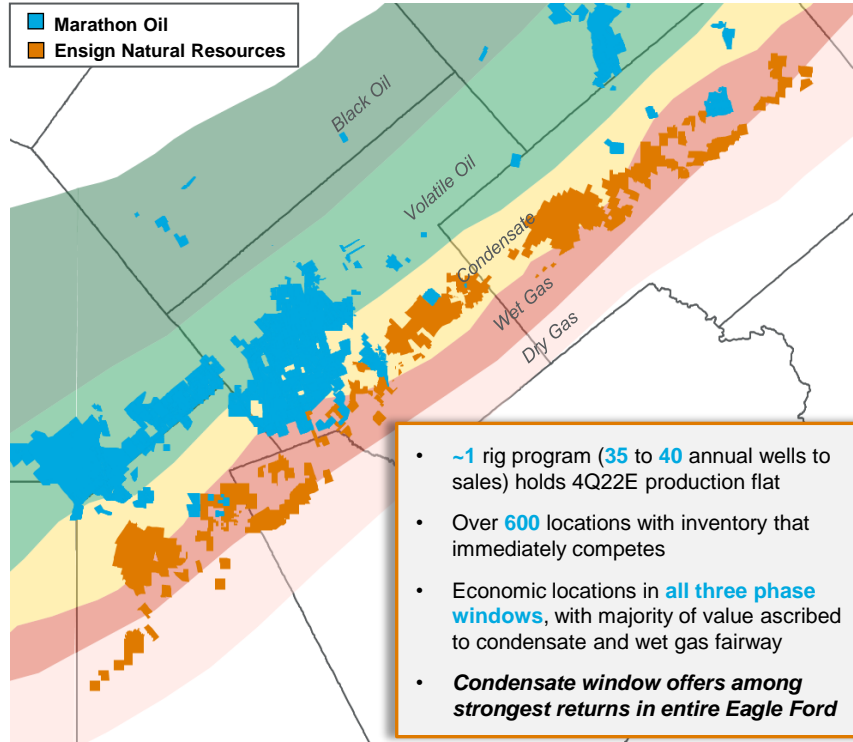 Marathon Oil
Ensign Natural Resources
Black Oil
Volatile Oil
Condensate
Wet Gas
Dry Gas
• ~1 rig program (35 to 40 annual wells to
sales) holds 4Q22E production flat
• Over 600 locations with inventory that
immediately competes
• Economic locations in all three phase
windows, with majority of value ascribed
to condensate and wet gas fairway
• Condensate window offers among
strongest returns in entire Eagle Ford